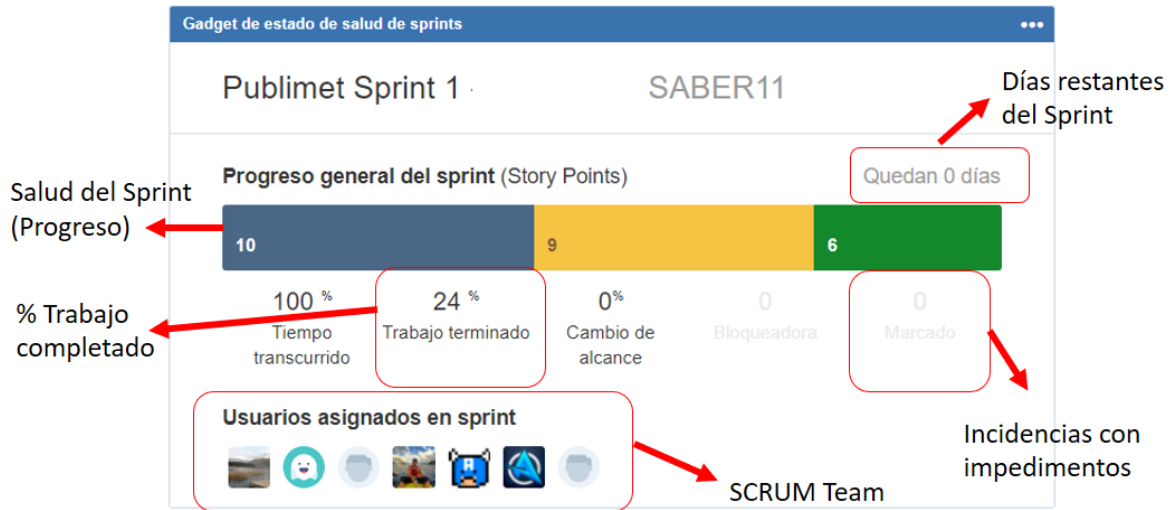 Gadget de estado de salud de sprints
Publimet Sprint 1
SABER11
Días restantes
del Sprint
Progreso general del sprint (Story Points)
Quedan 0 días
Salud del Sprint
(Progreso)
10
9
6
100 %
Tiempo
transcurrido
24 %
Trabajo terminado
0%
Cambio de
alcance
0
Bloqueadora
0
Marcado
% Trabajo
completado
Usuarios asignados en sprint
Incidencias con
impedimentos
SCRUM Team